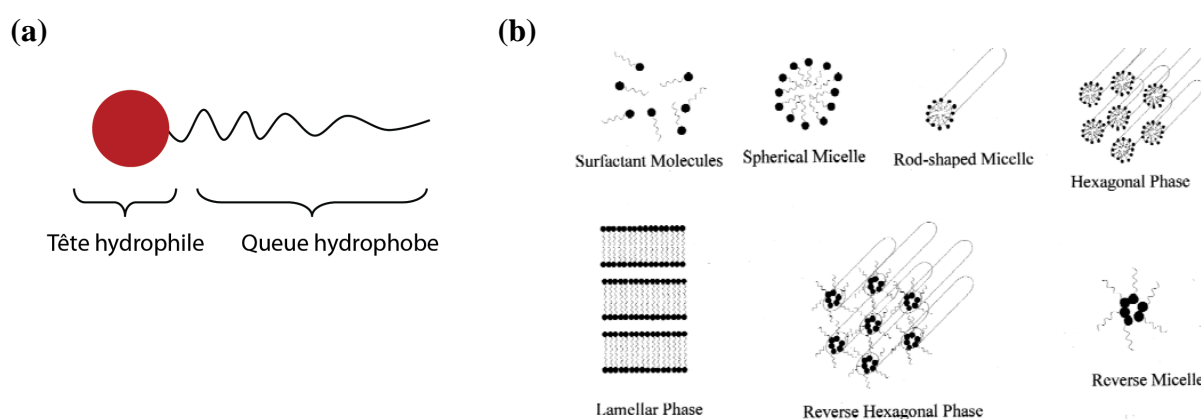 (a)
Tête hydrophile
Queue hydrophobe
(b)
Surfactant Molecules
Spherical Micelle
Rod-shaped Micelle
Hexagonal Phase
Lamellar Phase
Reverse Hexagonal Phase
Reverse Micelle